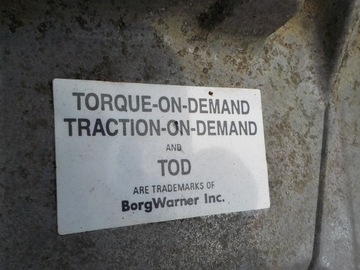 TORQUE-ON-DEMAND
TRACTION-ON-DEMAND
AND
TOD
ARE TRADEMARKS OF
BorgWarner Inc.